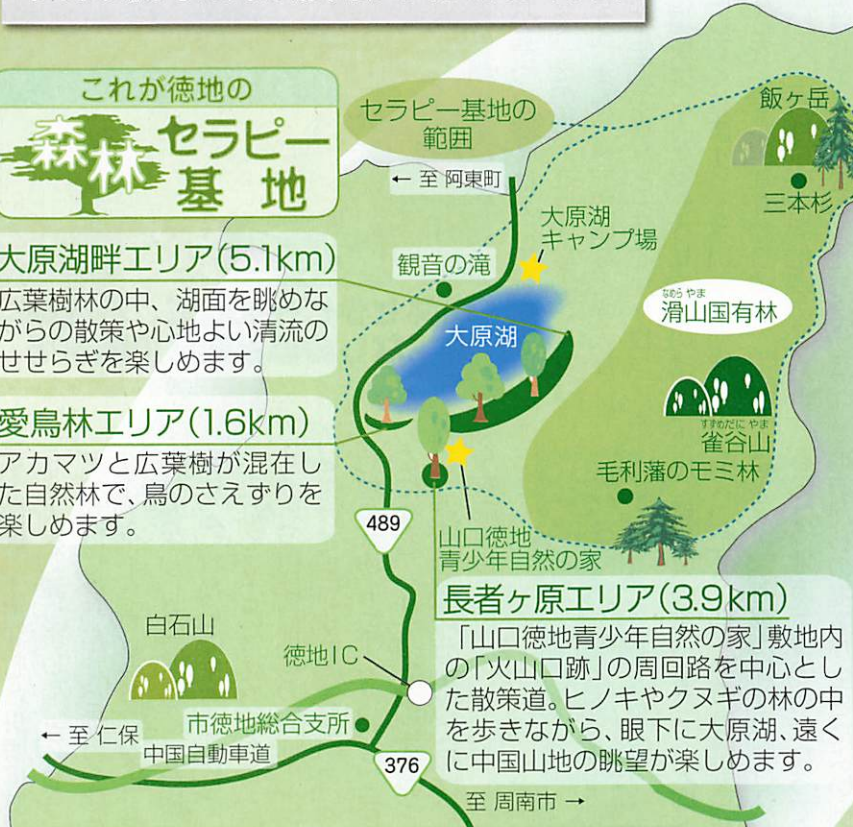 これが徳地の
森林セラピー
基地
セラピー基地の
範囲
← 至 阿東町
飯ヶ岳
三本杉
大原湖
キャンプ場
観音の滝
大原湖
なめらやま
滑山国有林
すずめだにやま
雀谷山
毛利藩のモミ林
大原湖畔エリア(5.1km)
広葉樹林の中、湖面を眺めな
がらの散策や心地よい清流の
せせらぎを楽しめます。
愛鳥林エリア(1.6km)
アカマツと広葉樹が混在し
た自然林で、鳥のさえずりを
楽しめます。
489
山口徳地
青少年自然の家
長者ヶ原エリア(3.9km)
「山口徳地青少年自然の家」敷地内
の「火山口跡」の周回路を中心とし
た散策道。ヒノキやクヌギの林の中
を歩きながら、眼下に大原湖、遠く
に中国山地の眺望が楽しめます。
白石山
徳地IC
← 至 仁保
市徳地総合支所
中国自動車道
376
至 周南市 →